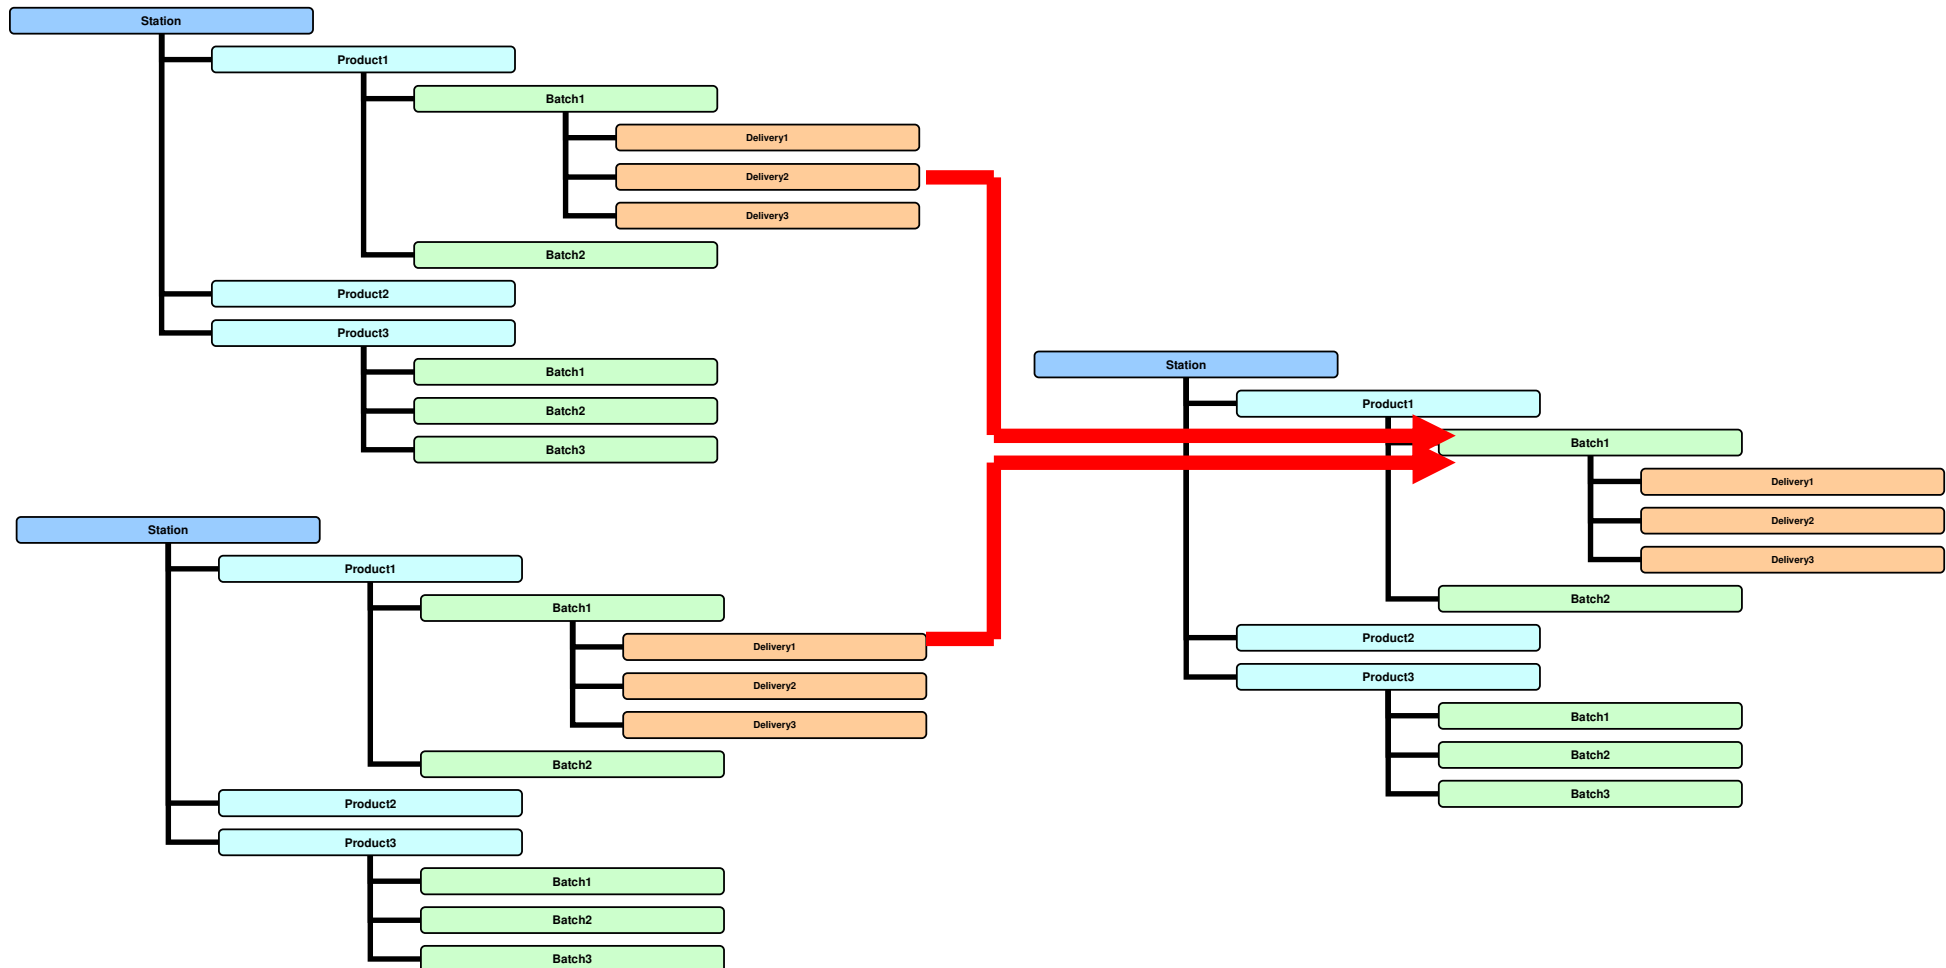 Station
Product1
Batch1
Delivery1
Delivery2
Delivery3
Batch2
Product2
Product3
Batch1
Batch2
Batch3
Station
Product1
Batch1
Delivery1
Delivery2
Delivery3
Batch2
Product2
Product3
Batch1
Batch2
Batch3
Station
Product1
Batch1
Delivery1
Delivery2
Delivery3
Batch2
Product2
Product3
Batch1
Batch2
Batch3